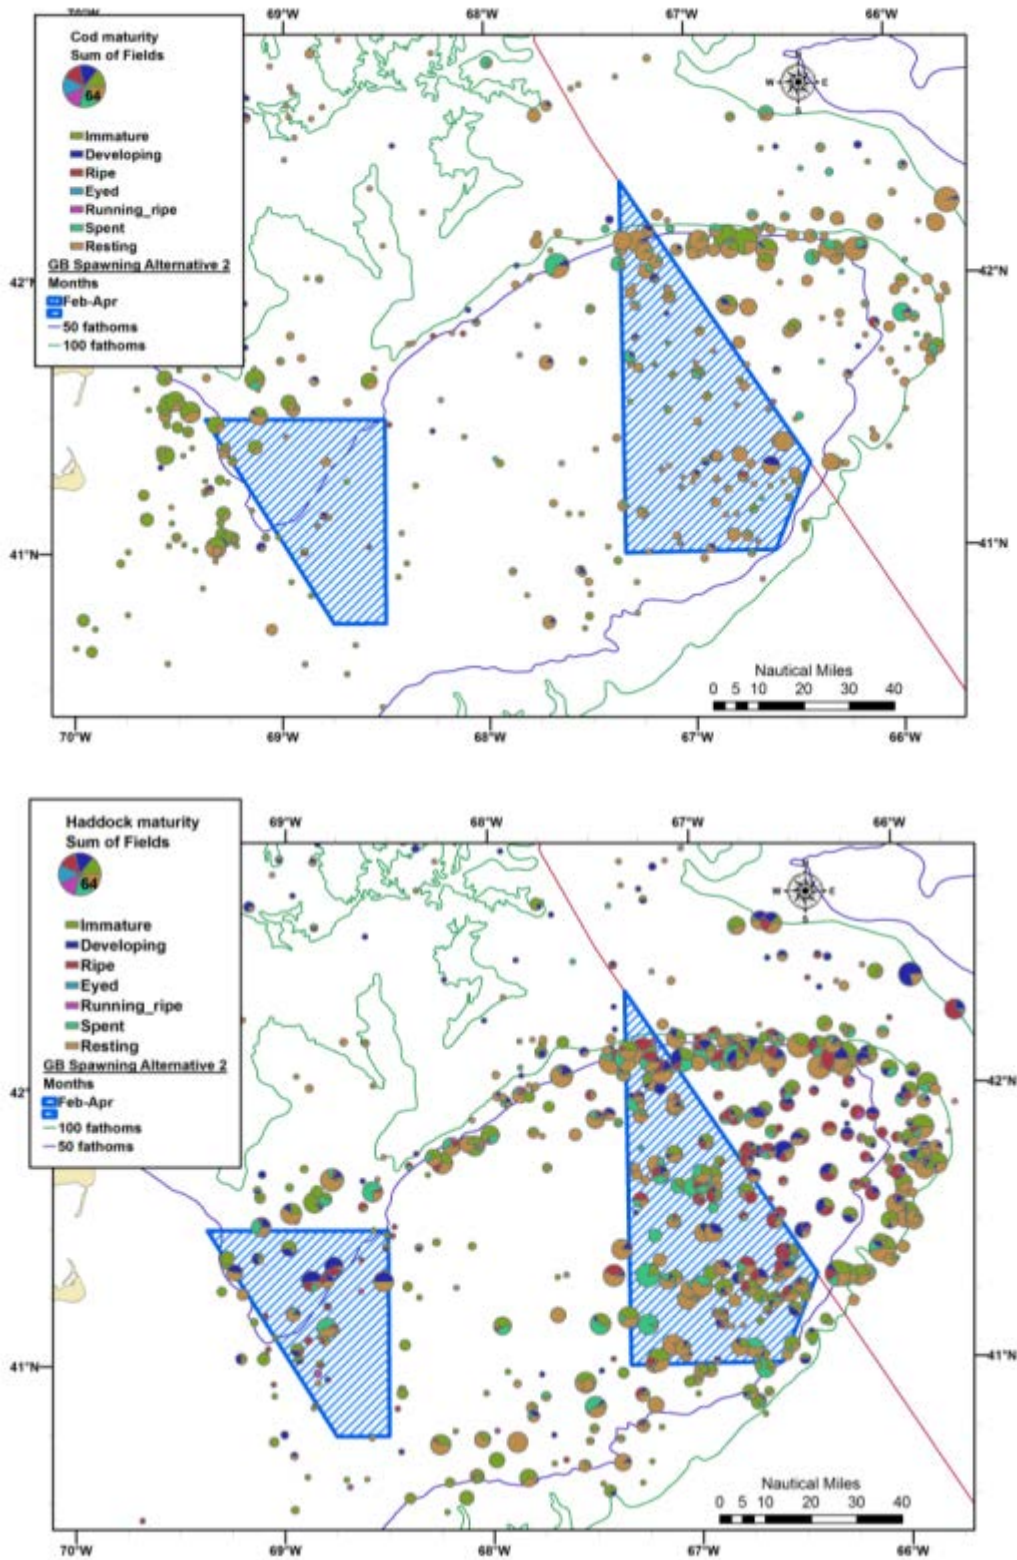 70°W 69°W 68°W 67°W 66°W
Cod maturity
Sum of Fields
64
Immature
Developing
Ripe
Eyed
Running_ripe
Spent
Resting
GB Spawning Alternative 2
Months
Feb-Apr
50 fathoms
100 fathoms
W E
S
42°N 42°N
41°N 41°N
Nautical Miles
0 5 10 20 30 40
70°W 69°W 68°W 67°W 66°W
69°W 68°W 67°W 66°W
Haddock maturity
Sum of Fields
64
Immature
Developing
Ripe
Eyed
Running_ripe
Spent
Resting
GB Spawning Alternative 2
Months
Feb-Apr
100 fathoms
50 fathoms
W E
S
42° 42°N
41°N 41°N
Nautical Miles
0 5 10 20 30 40
70°W 69°W 68°W 67°W 66°W